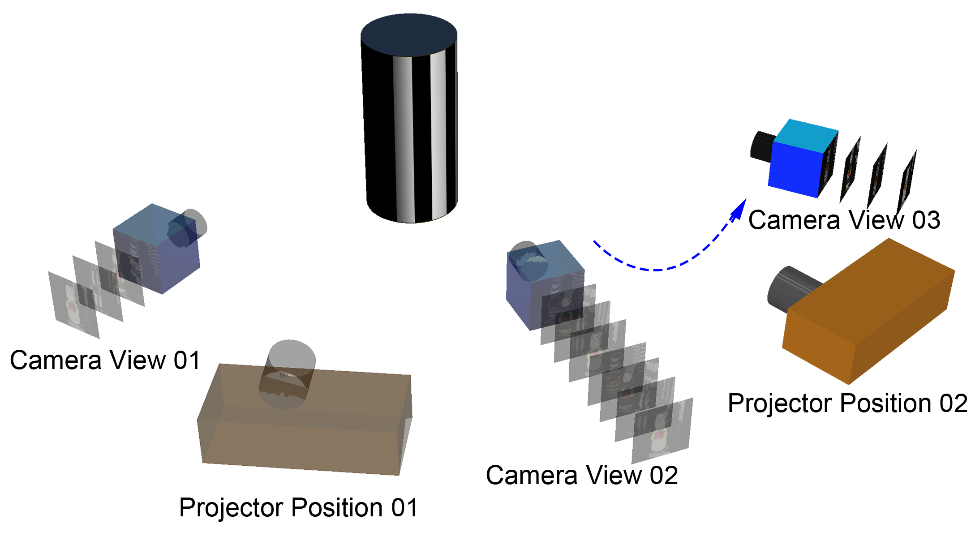 Camera View 03
Camera View 01
Projector Position 02
Camera View 02
Projector Position 01